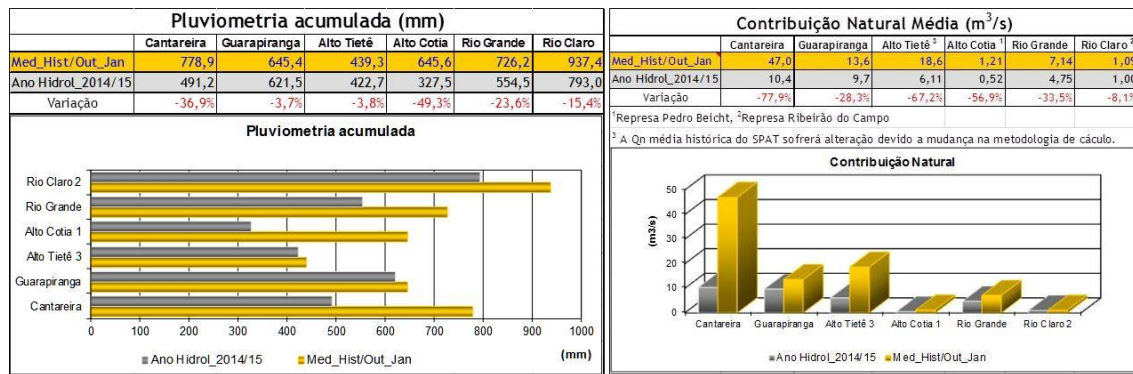 Pluviometria acumulada (mm)
Cantareira Guarapiranga Alto Tietê Alto Cotia Rio Grande Rio Claro
Med_Hist/Out_Jan 778,9 645,4 439,3 645,6 726,2 937,4
Ano Hidrol_2014/15 491,2 621,5 422,7 327,5 554,5 793,0
Variação -36,9% -3,7% -3,8% -49,3% -23,6% -15,4%
Pluviometria acumulada
Rio Claro 2
Rio Grande
Alto Cotia 1
Alto Tietê 3
Guarapiranga
Cantareira
0 100 200 300 400 500 600 700 800 900 1000
Ano Hidrol_2014/15 Med_Hist/Out_Jan (mm)
Contribuição Natural Média (m³/s)
Cantareira Guarapiranga Alto Tietê ³ Alto Cotia ¹ Rio Grande Rio Claro ²
Med_Hist/Out_Jan 47,0 13,6 18,6 1,21 7,14 1,09
Ano Hidrol_2014/15 10,4 9,7 6,11 0,52 4,75 1,00
Variação -77,9% -28,3% -67,2% -56,9% -33,5% -8,1%
¹Represa Pedro Beicht, ²Represa Ribeirão do Campo
³ A Qn média histórica do SPAT sofrerá alteração devido a mudança na metodologia de cáculo.
Contribuição Natural
50
40
30
20
10
0
(m3/s)
Cantareira Guarapiranga Alto Tietê 3 Alto Cotia 1 Rio Grande Rio Claro 2
Ano Hidrol_2014/15 Med_Hist/Out_Jan